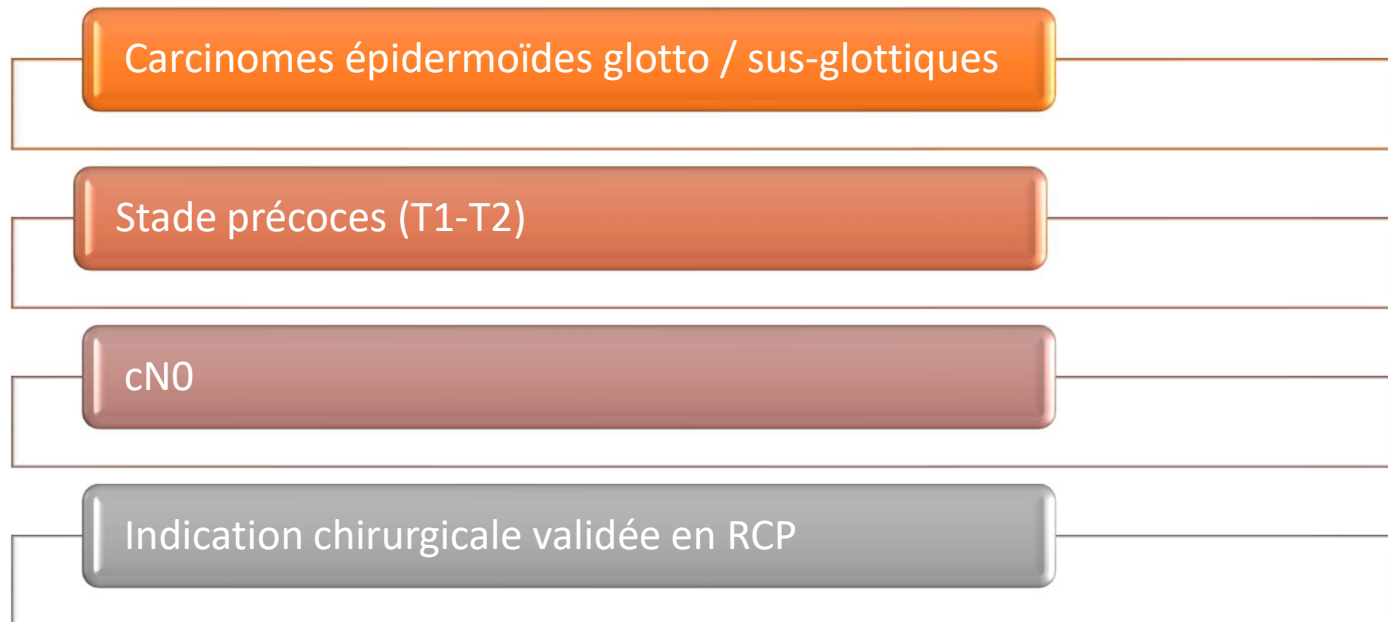 Carcinomes épidermoïdes glotto / sus-glottiques
Stade précoces (T1-T2)
cN0
Indication chirurgicale validée en RCP